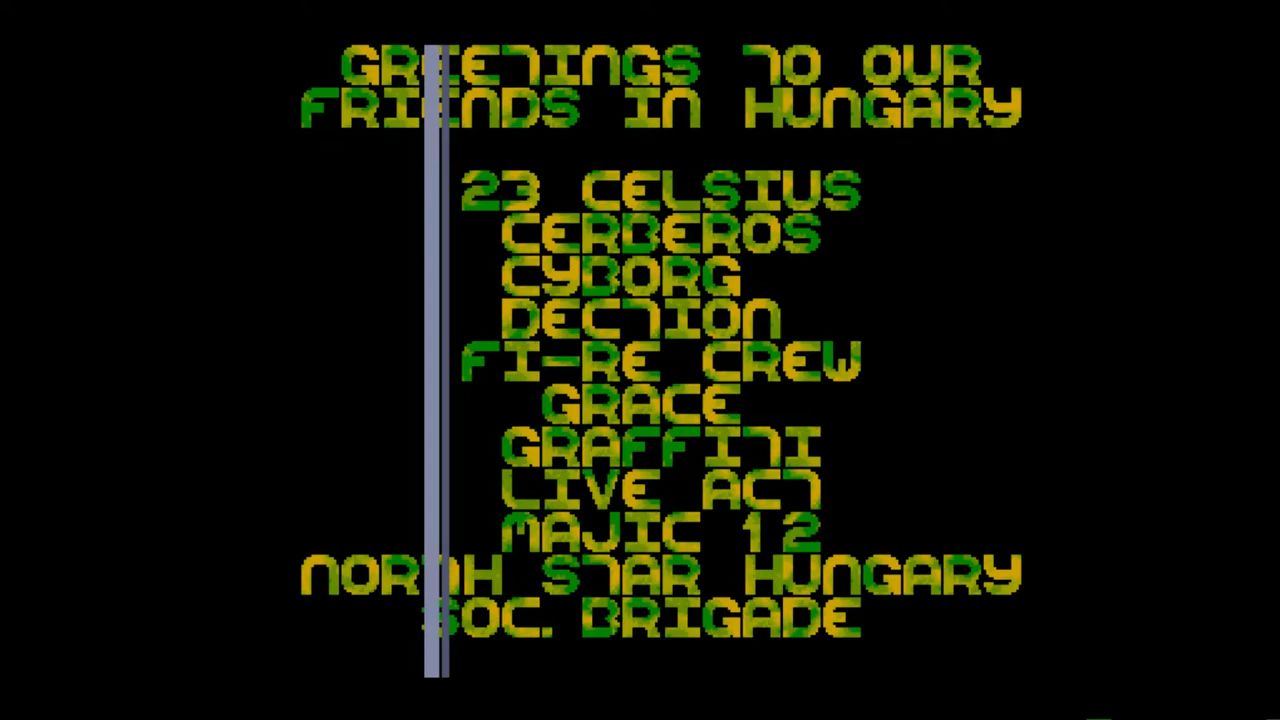 GREETINGS TO OUR
FRIENDS IN HUNGARY
23 CELSIUS
CERBEROS
CYBORG
DECTION
FI-RE CREW
GRACE
GRAFFITI
LIVE ACT
MAJIC 12
NORTH STAR HUNGARY
SOC. BRIGADE